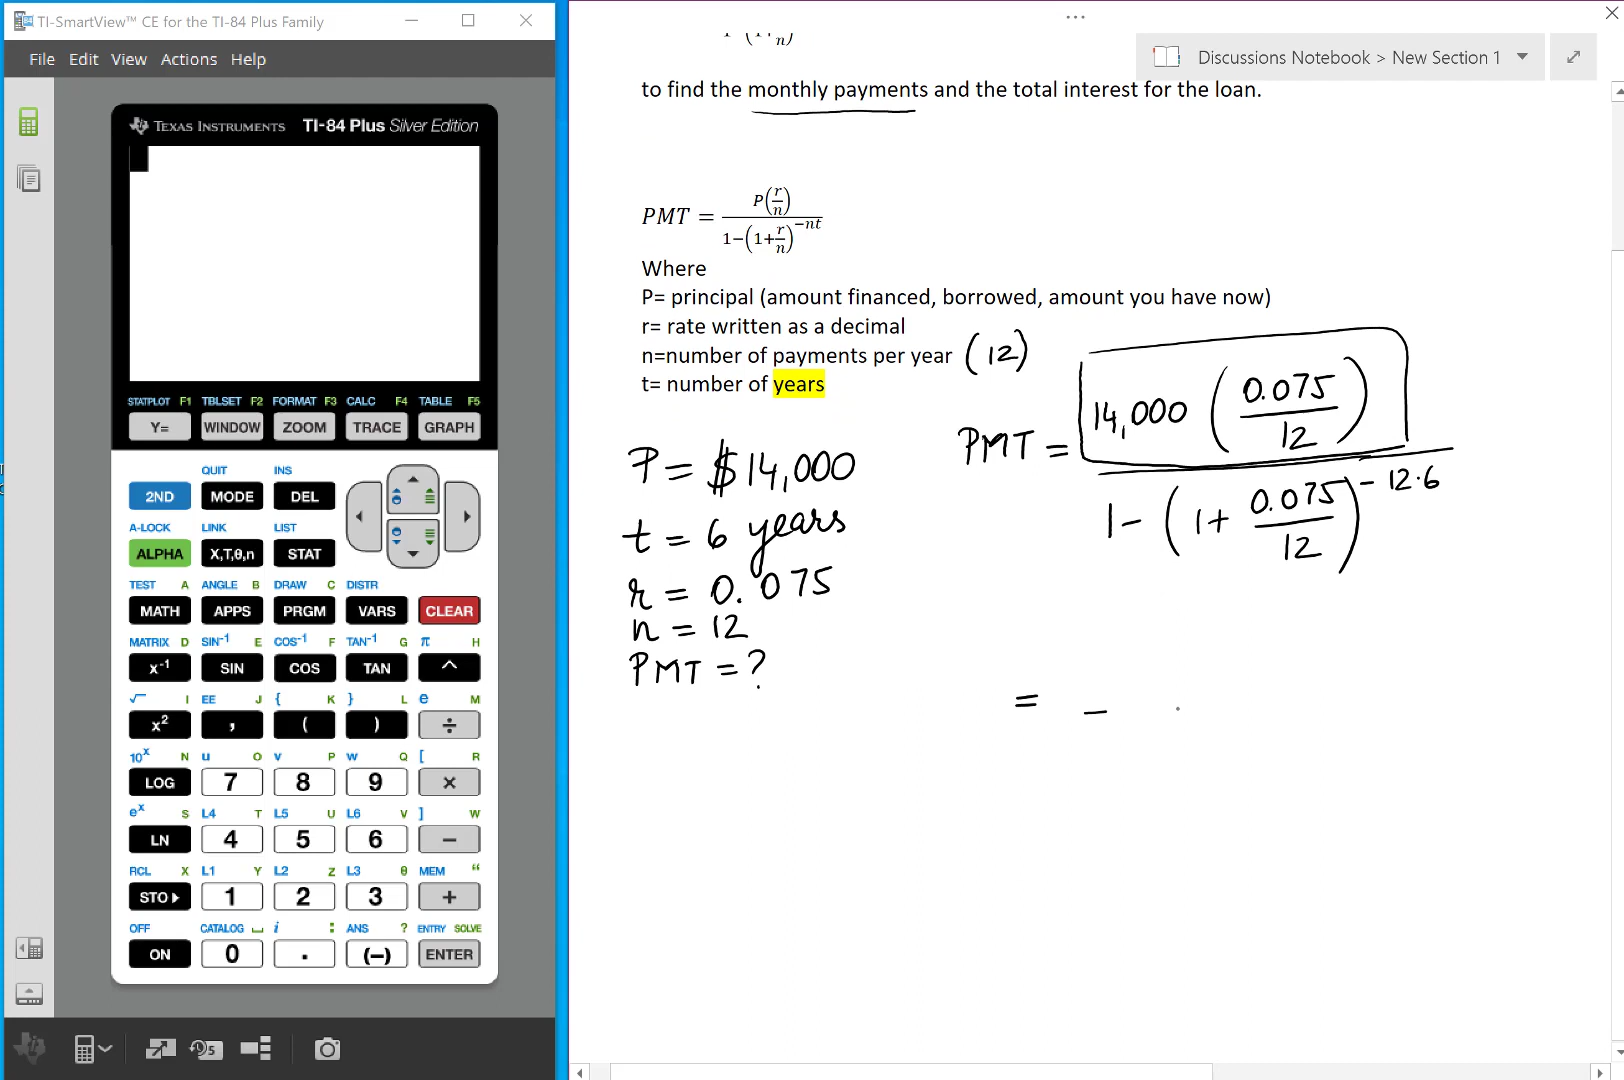 TI-SmartView™ CE for the TI-84 Plus Family
File Edit View Actions Help
TEXAS INSTRUMENTS TI-84 Plus Silver Edition
STATPLOT F1 TBLSET F2 FORMAT F3 CALC F4 TABLE F5
Y= WINDOW ZOOM TRACE GRAPH
QUIT INS
2ND MODE DEL
A-LOCK LINK LIST
ALPHA X,T,θ,n STAT
TEST A ANGLE B DRAW C DISTR
MATH APPS PRGM VARS CLEAR
MATRIX D SIN⁻¹ E COS⁻¹ F TAN⁻¹ G π H
x⁻¹ SIN COS TAN ^
√ I EE J { K } L e M
x² , ( ) ÷
10ˣ N u O v P w Q [ R
LOG 7 8 9 ×
eˣ S L4 T L5 U L6 V ] W
LN 4 5 6 −
RCL X L1 Y L2 Z L3 θ MEM “
STO▶ 1 2 3 +
OFF CATALOG ⎵ i : ANS ? ENTRY SOLVE
ON 0 . (−) ENTER
Discussions Notebook > New Section 1
to find the monthly payments and the total interest for the loan.
PMT = P(r/n) / 1−(1+r/n)^−nt
Where
P= principal (amount financed, borrowed, amount you have now)
r= rate written as a decimal
n=number of payments per year (12)
t= number of years
P = $14,000
t = 6 years
r = 0.075
n = 12
PMT = ?
PMT = 14,000 (0.075/12) / 1 − (1 + 0.075/12)^−12·6
= −